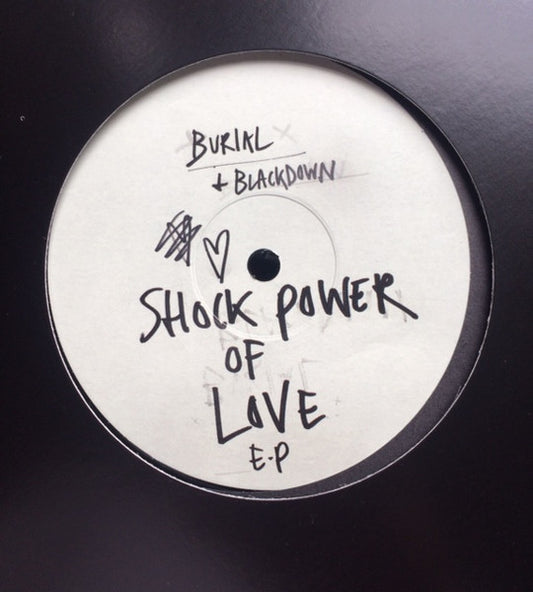 BURIAL
+ BLACKDOWN
SHOCK POWER
OF
LOVE
E.P